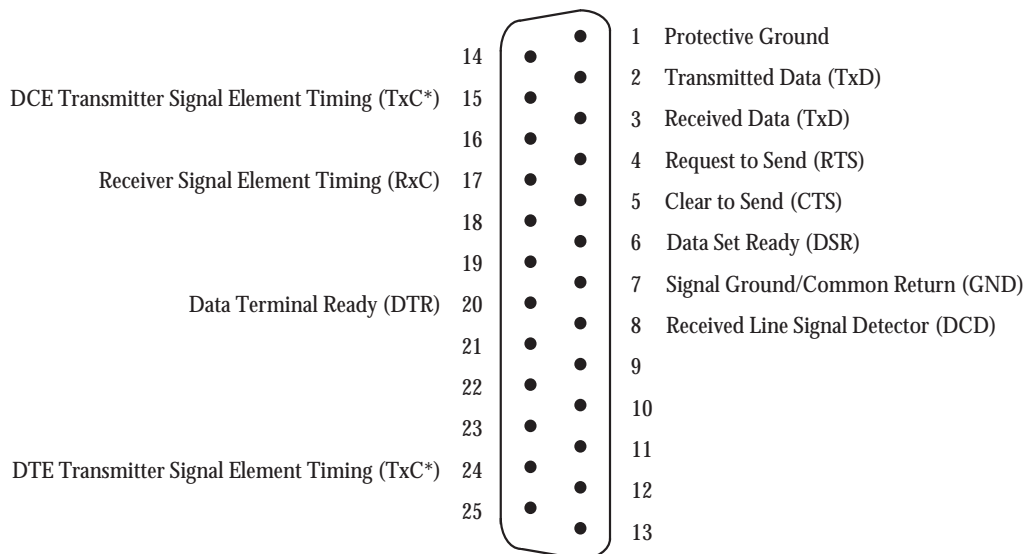 1 Protective Ground
14
2 Transmitted Data (TxD)
DCE Transmitter Signal Element Timing (TxC*) 15
3 Received Data (TxD)
16
4 Request to Send (RTS)
Receiver Signal Element Timing (RxC) 17
5 Clear to Send (CTS)
18
6 Data Set Ready (DSR)
19
7 Signal Ground/Common Return (GND)
Data Terminal Ready (DTR) 20
8 Received Line Signal Detector (DCD)
21
9
22
10
23
11
DTE Transmitter Signal Element Timing (TxC*) 24
12
25
13